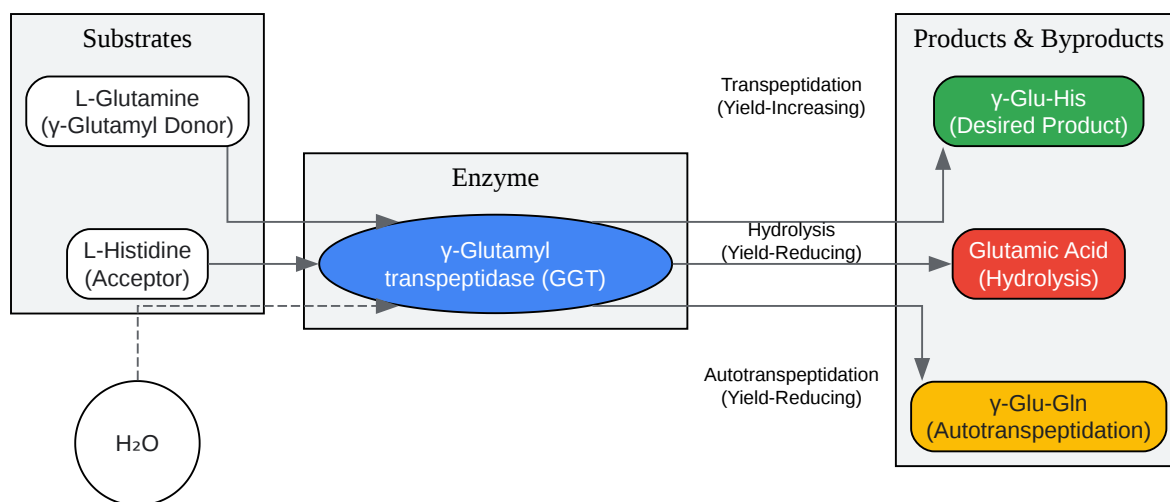 Substrates
L-Glutamine
(γ-Glutamyl Donor)
L-Histidine
(Acceptor)
H₂O
Enzyme
γ-Glutamyl
transpeptidase (GGT)
Transpeptidation
(Yield-Increasing)
Hydrolysis
(Yield-Reducing)
Autotranspeptidation
(Yield-Reducing)
Products & Byproducts
γ-Glu-His
(Desired Product)
Glutamic Acid
(Hydrolysis)
γ-Glu-Gln
(Autotranspeptidation)